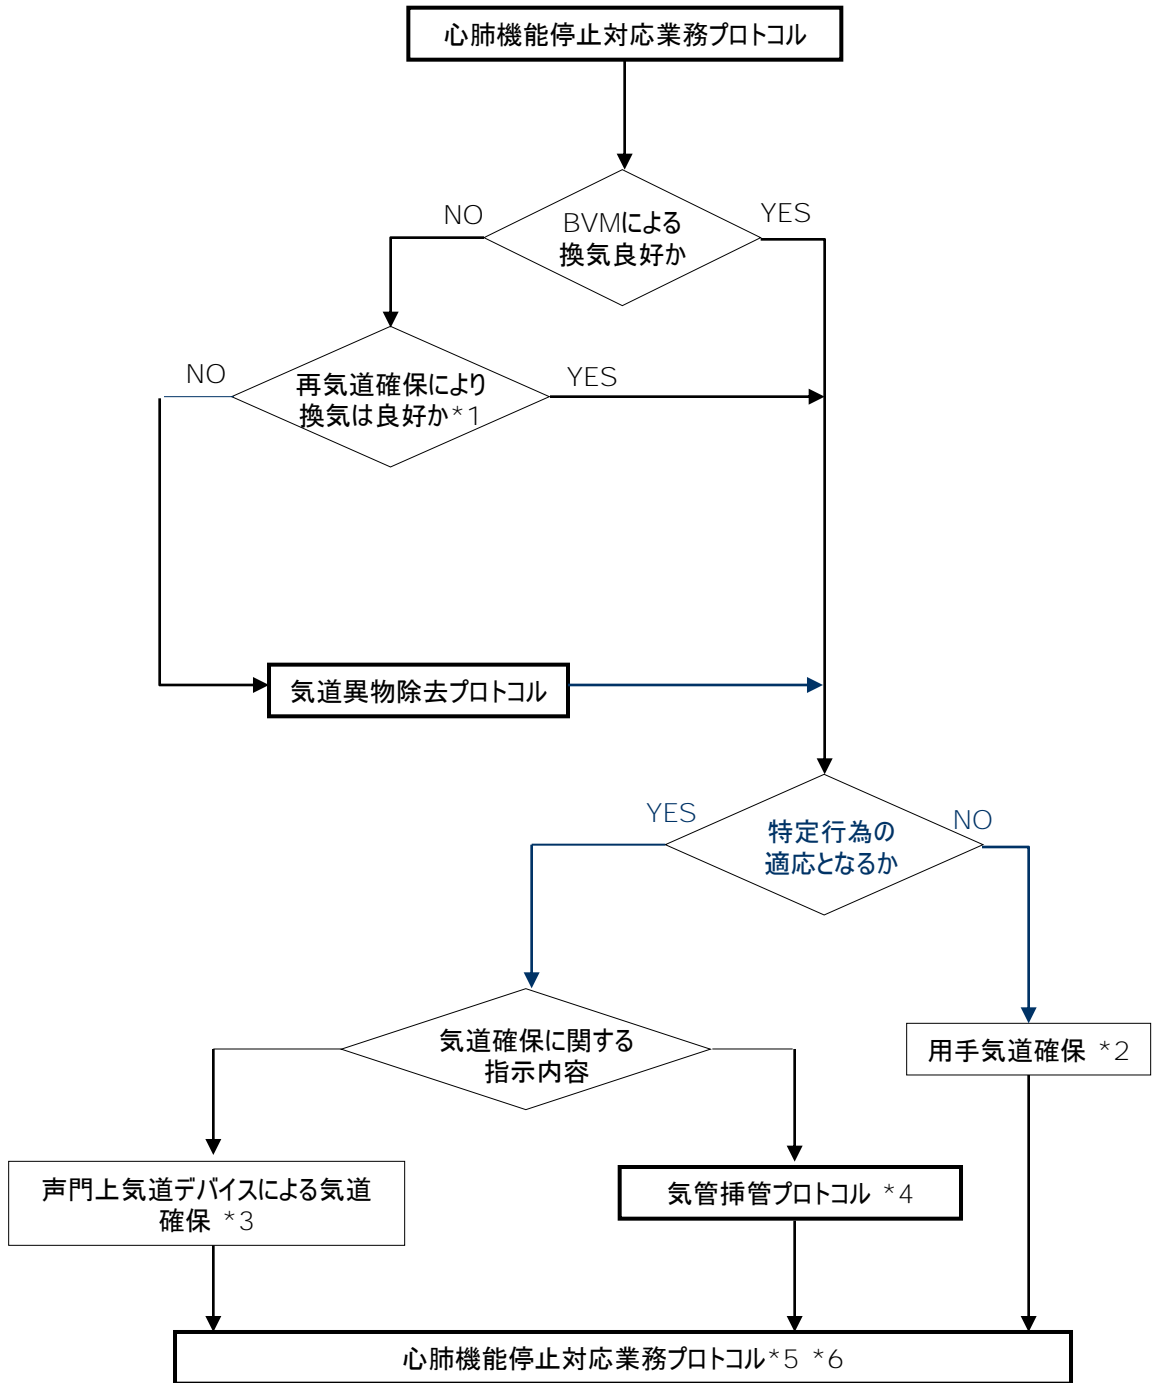 心肺機能停止対応業務プロトコル
NO
BVMによる
換気良好か
YES
NO
再気道確保により
換気は良好か*1
YES
気道異物除去プロトコル
YES
特定行為の
適応となるか
NO
気道確保に関する
指示内容
用手気道確保 *2
声門上気道デバイスによる気道
確保 *3
気管挿管プロトコル *4
心肺機能停止対応業務プロトコル*5 *6